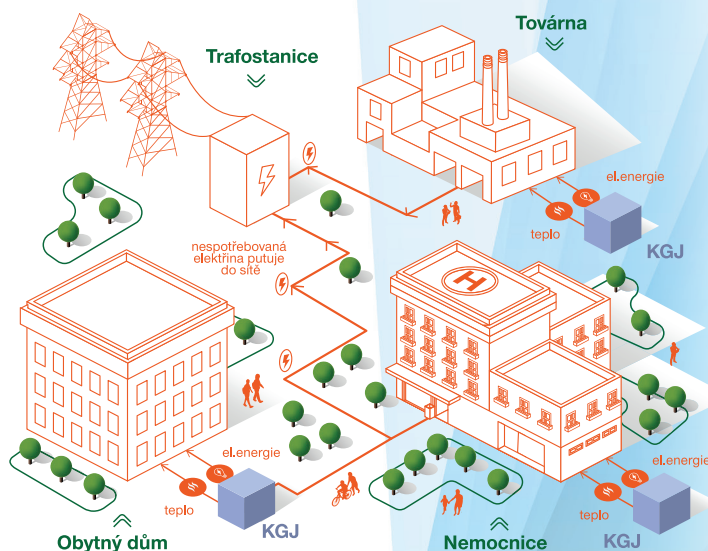 Továrna
Trafostanice
el.energie
teplo
KGJ
nespotřebovaná
elektřina putuje
do sítě
H
el.energie
teplo
KGJ
Obytný dům
el.energie
teplo
KGJ
Nemocnice